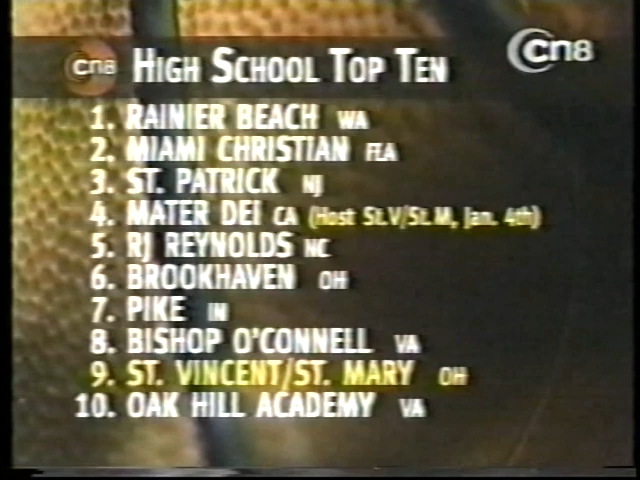 CN8 HIGH SCHOOL TOP TEN CN8
1. RAINIER BEACH WA
2. MIAMI CHRISTIAN FLA
3. ST. PATRICK NJ
4. MATER DEI CA (Host St.V/St.M, Jan. 4th)
5. RJ REYNOLDS NC
6. BROOKHAVEN OH
7. PIKE IN
8. BISHOP O'CONNELL VA
9. ST. VINCENT/ST. MARY OH
10. OAK HILL ACADEMY VA